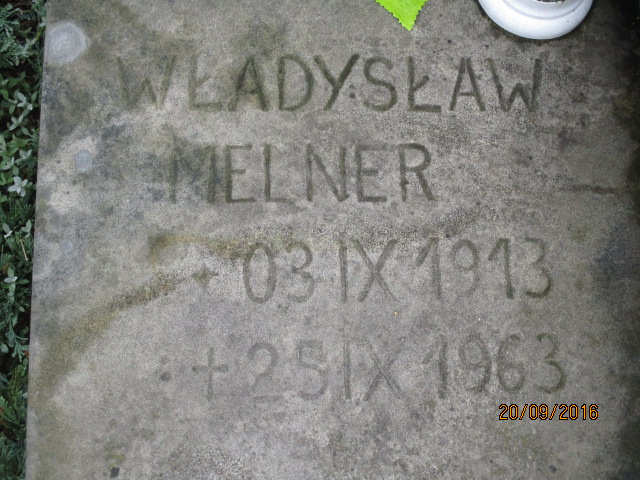 WŁADYSŁAW
MELNER
* 03 IX 1913
+ 25 IX 1963
20/09/2016